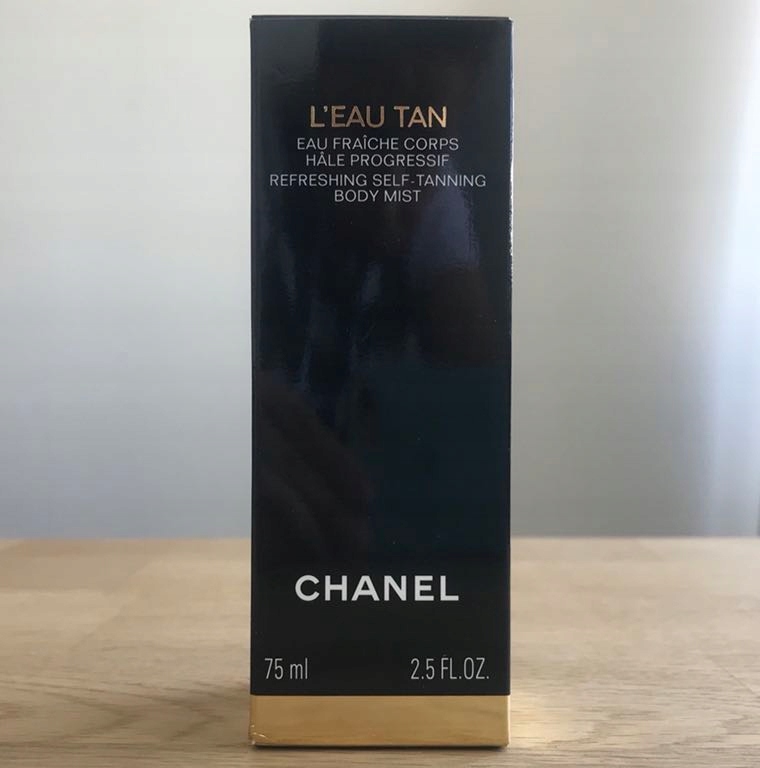 L'EAU TAN
EAU FRAÎCHE CORPS
HÂLE PROGRESSIF
REFRESHING SELF-TANNING
BODY MIST
CHANEL
75 ml 2.5 FL.OZ.